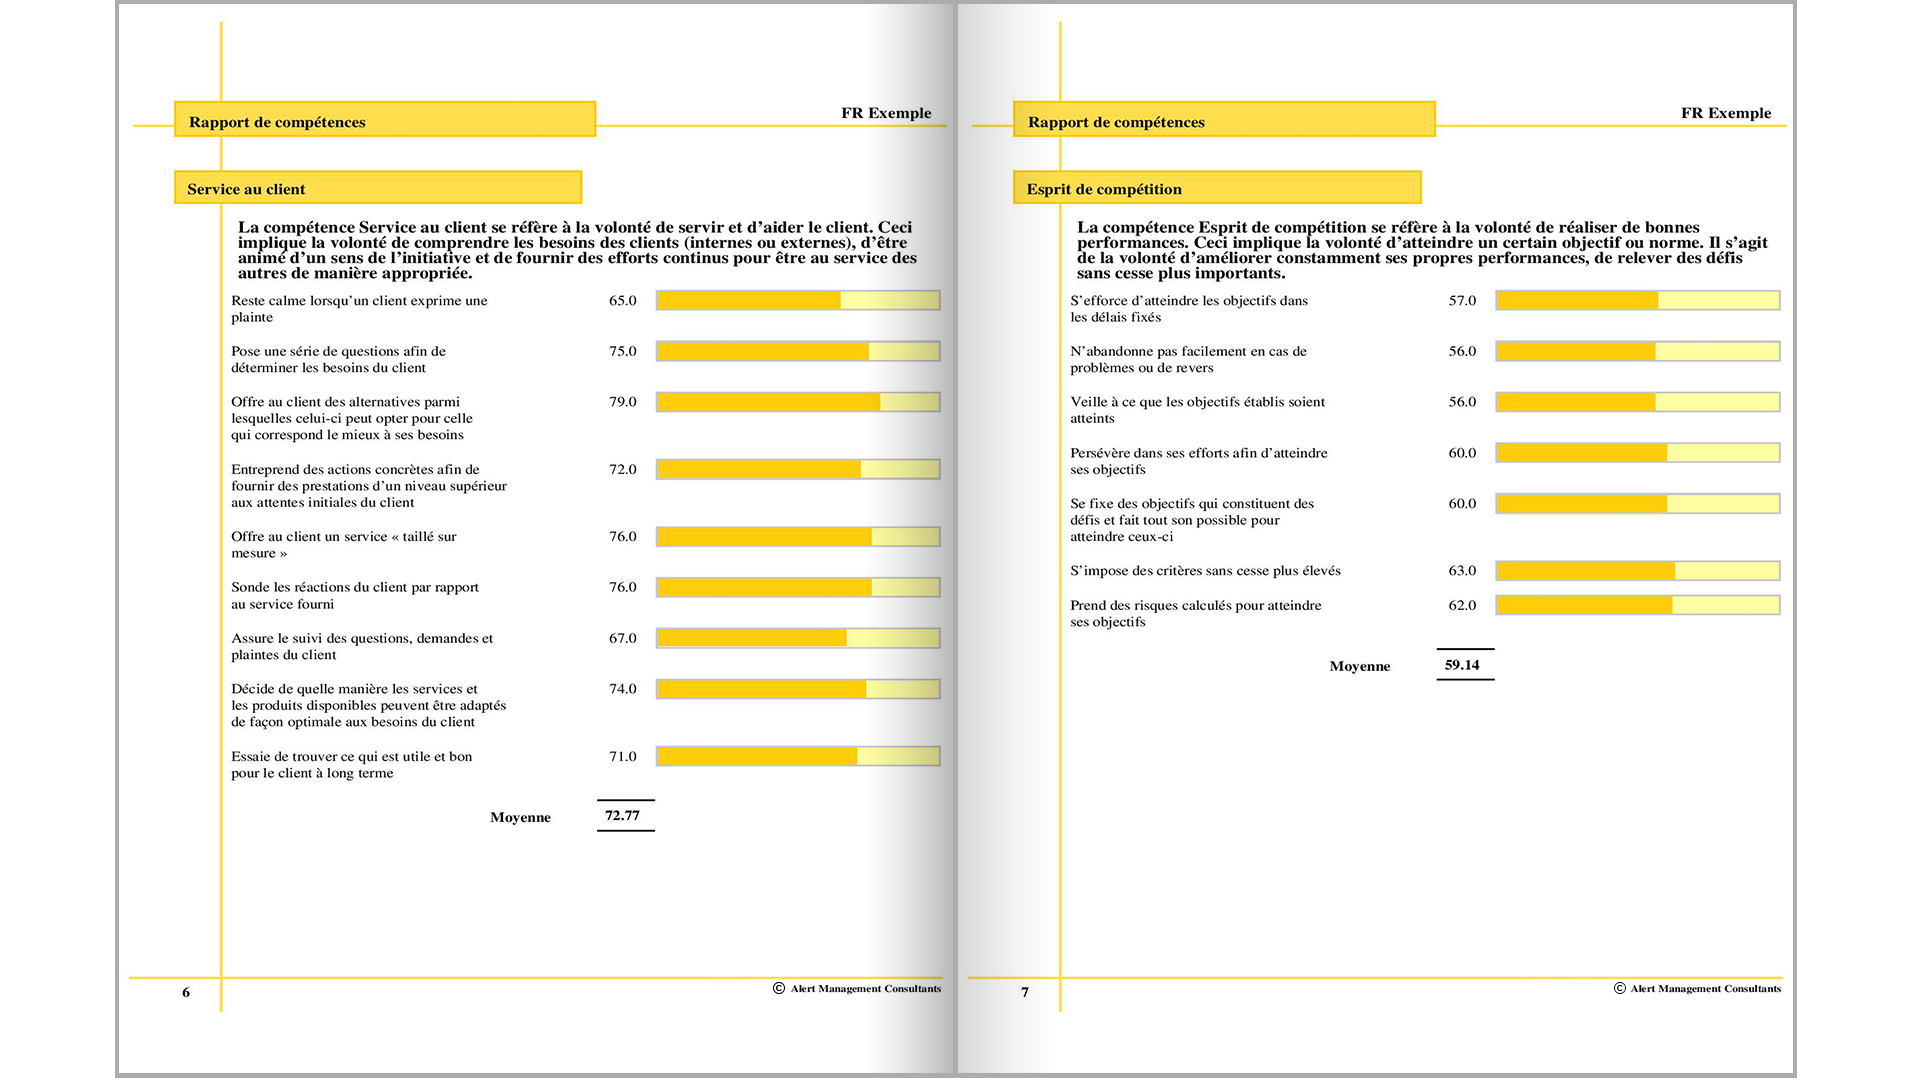 Rapport de compétences
FR Exemple
Service au client
La compétence Service au client se réfère à la volonté de servir et d’aider le client. Ceci
implique la volonté de comprendre les besoins des clients (internes ou externes), d’être
animé d’un sens de l’initiative et de fournir des efforts continus pour être au service des
autres de manière appropriée.
Reste calme lorsqu’un client exprime une 65.0
plainte
Pose une série de questions afin de 75.0
déterminer les besoins du client
Offre au client des alternatives parmi 79.0
lesquelles celui-ci peut opter pour celle
qui correspond le mieux à ses besoins
Entreprend des actions concrètes afin de 72.0
fournir des prestations d’un niveau supérieur
aux attentes initiales du client
Offre au client un service « taillé sur 76.0
mesure »
Sonde les réactions du client par rapport 76.0
au service fourni
Assure le suivi des questions, demandes et 67.0
plaintes du client
Décide de quelle manière les services et 74.0
les produits disponibles peuvent être adaptés
de façon optimale aux besoins du client
Essaie de trouver ce qui est utile et bon 71.0
pour le client à long terme
Moyenne 72.77
6
© Alert Management Consultants
Rapport de compétences
FR Exemple
Esprit de compétition
La compétence Esprit de compétition se réfère à la volonté de réaliser de bonnes
performances. Ceci implique la volonté d’atteindre un certain objectif ou norme. Il s’agit
de la volonté d’améliorer constamment ses propres performances, de relever des défis
sans cesse plus importants.
S’efforce d’atteindre les objectifs dans 57.0
les délais fixés
N’abandonne pas facilement en cas de 56.0
problèmes ou de revers
Veille à ce que les objectifs établis soient 56.0
atteints
Persévère dans ses efforts afin d’atteindre 60.0
ses objectifs
Se fixe des objectifs qui constituent des 60.0
défis et fait tout son possible pour
atteindre ceux-ci
S’impose des critères sans cesse plus élevés 63.0
Prend des risques calculés pour atteindre 62.0
ses objectifs
Moyenne 59.14
7
© Alert Management Consultants